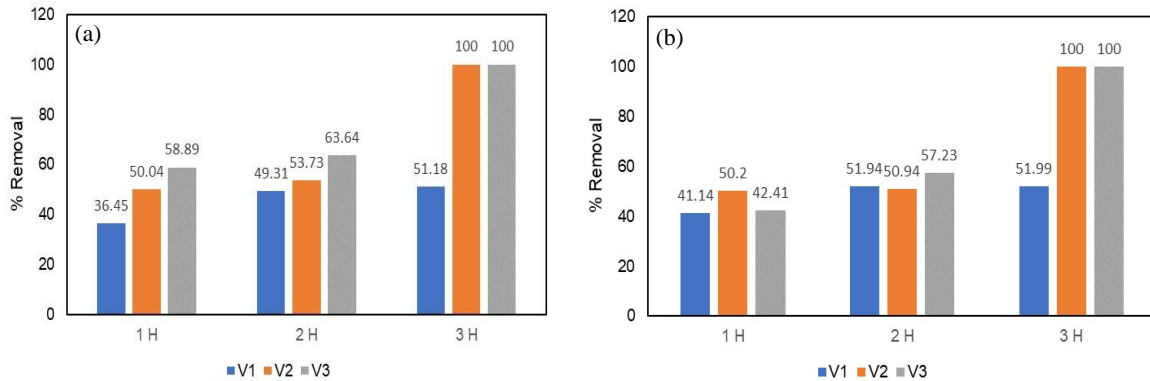 (a)
% Removal
120
100
80
60
40
20
0
36.45
50.04
58.89
49.31
53.73
63.64
51.18
100
100
1 H
2 H
3 H
V1 V2 V3
(b)
% Removal
120
100
80
60
40
20
0
41.14
50.2
42.41
51.94
50.94
57.23
51.99
100
100
1 H
2 H
3 H
V1 V2 V3